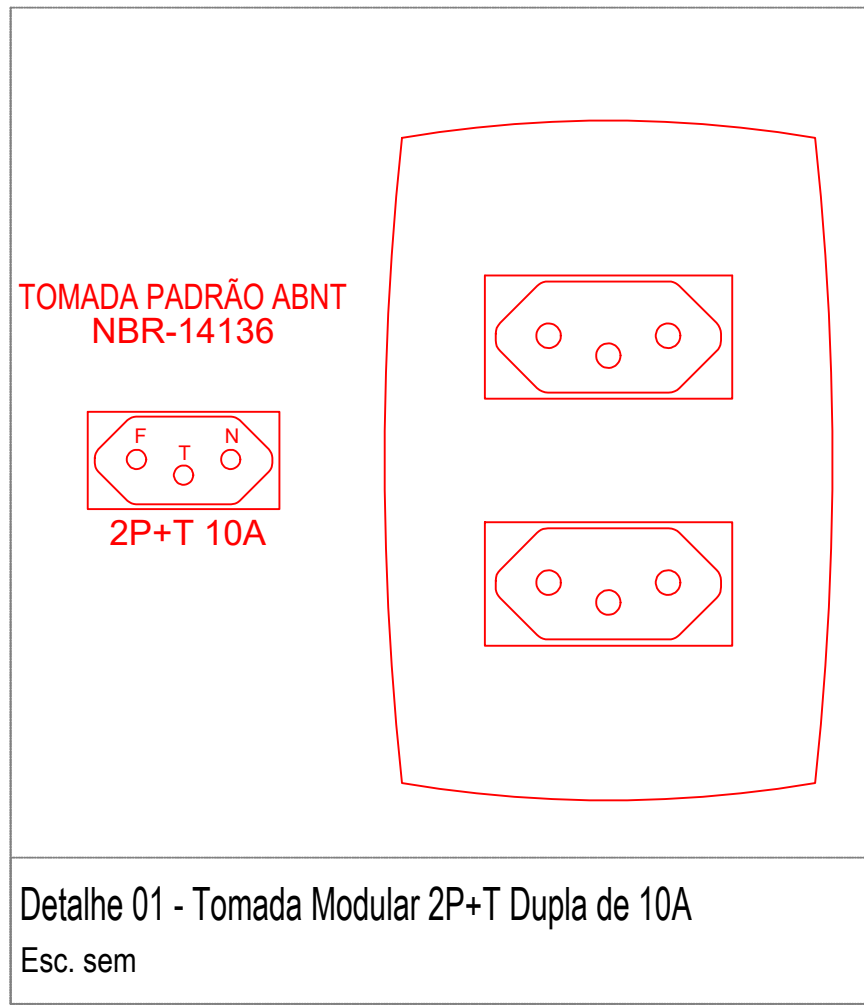 TOMADA PADRÃO ABNT
NBR-14136
F
T
N
2P+T 10A
Detalhe 01 - Tomada Modular 2P+T Dupla de 10A
Esc. sem